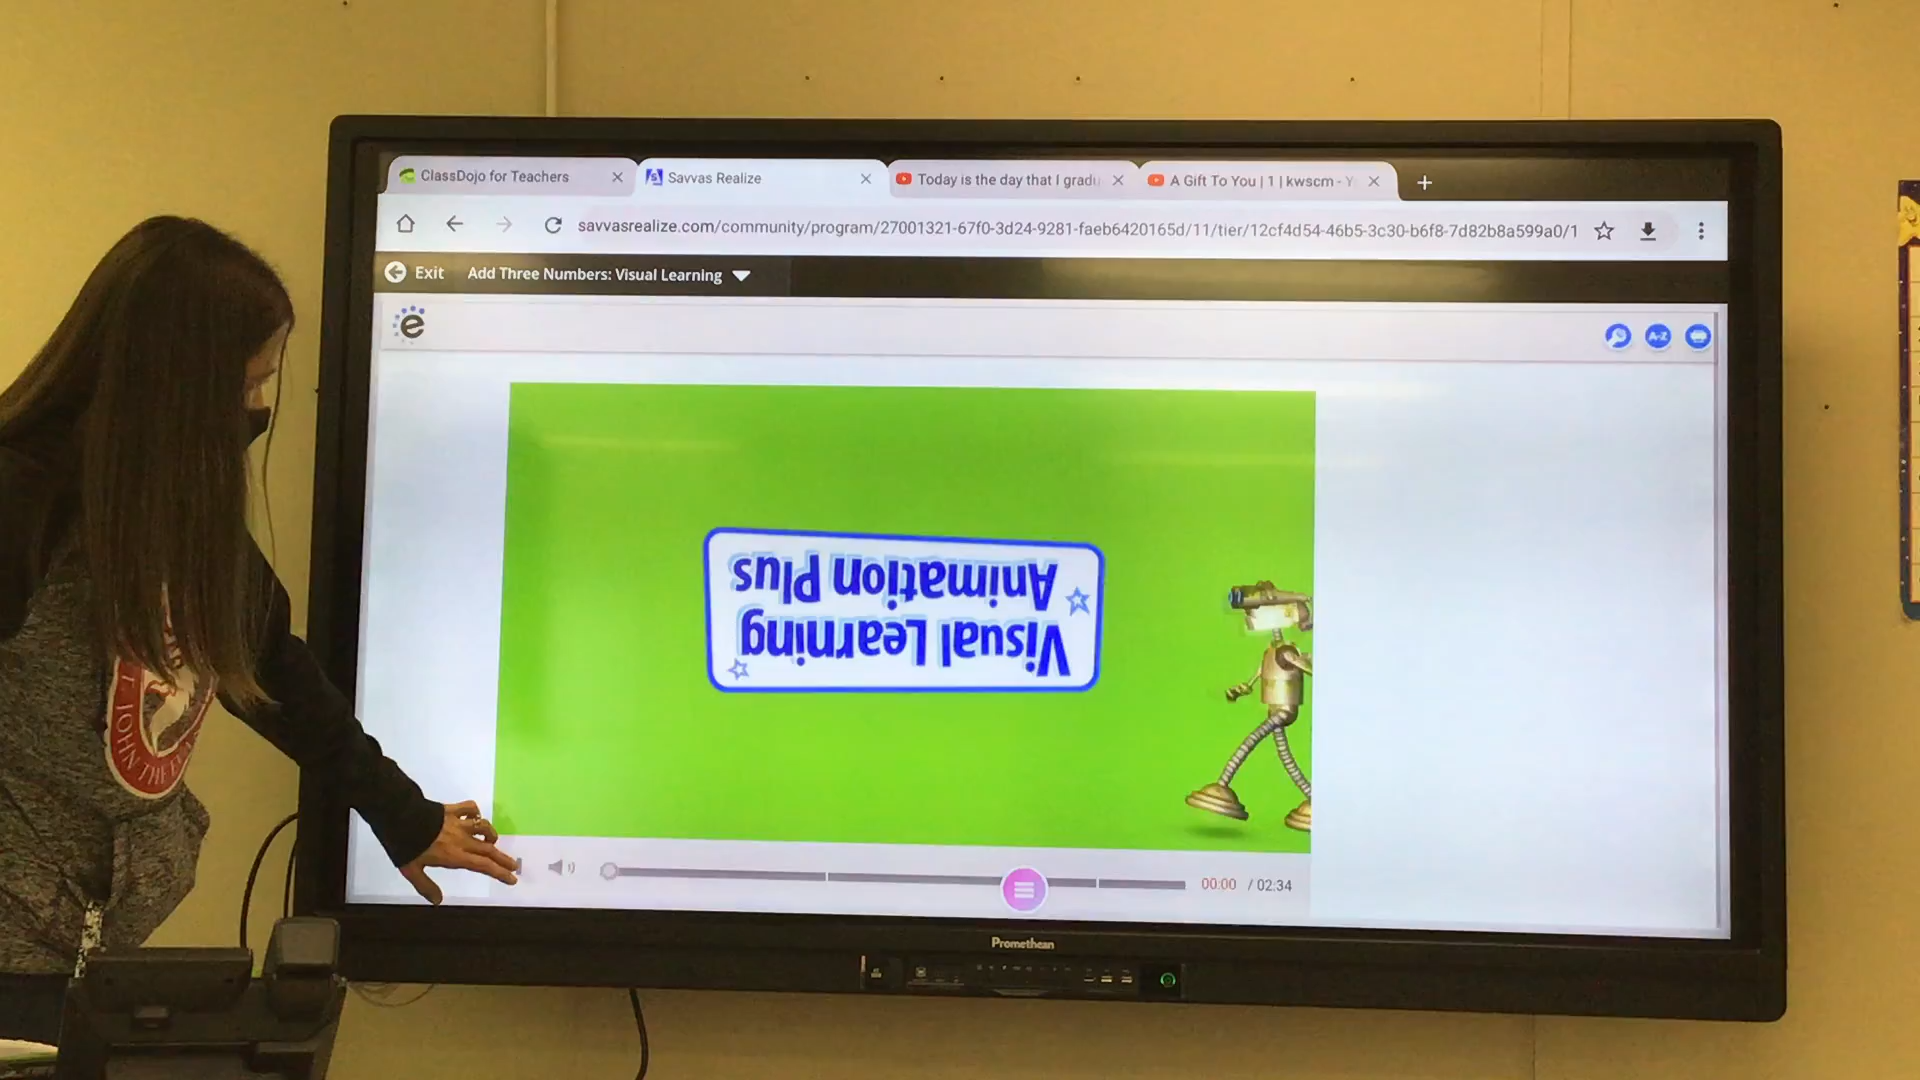 ClassDojo for Teachers
Savvas Realize
Today is the day that I gradu
A Gift To You | 1 | kwscm - Y
savvasrealize.com/community/program/27001321-67f0-3d24-9281-faeb6420165d/11/tier/12cf4d54-46b5-3c30-b6f8-7d82b8a599a0/1
Exit Add Three Numbers: Visual Learning
e
A-Z
Visual Learning
Animation Plus
00:00 / 02:34
Promethean
JOHN THE